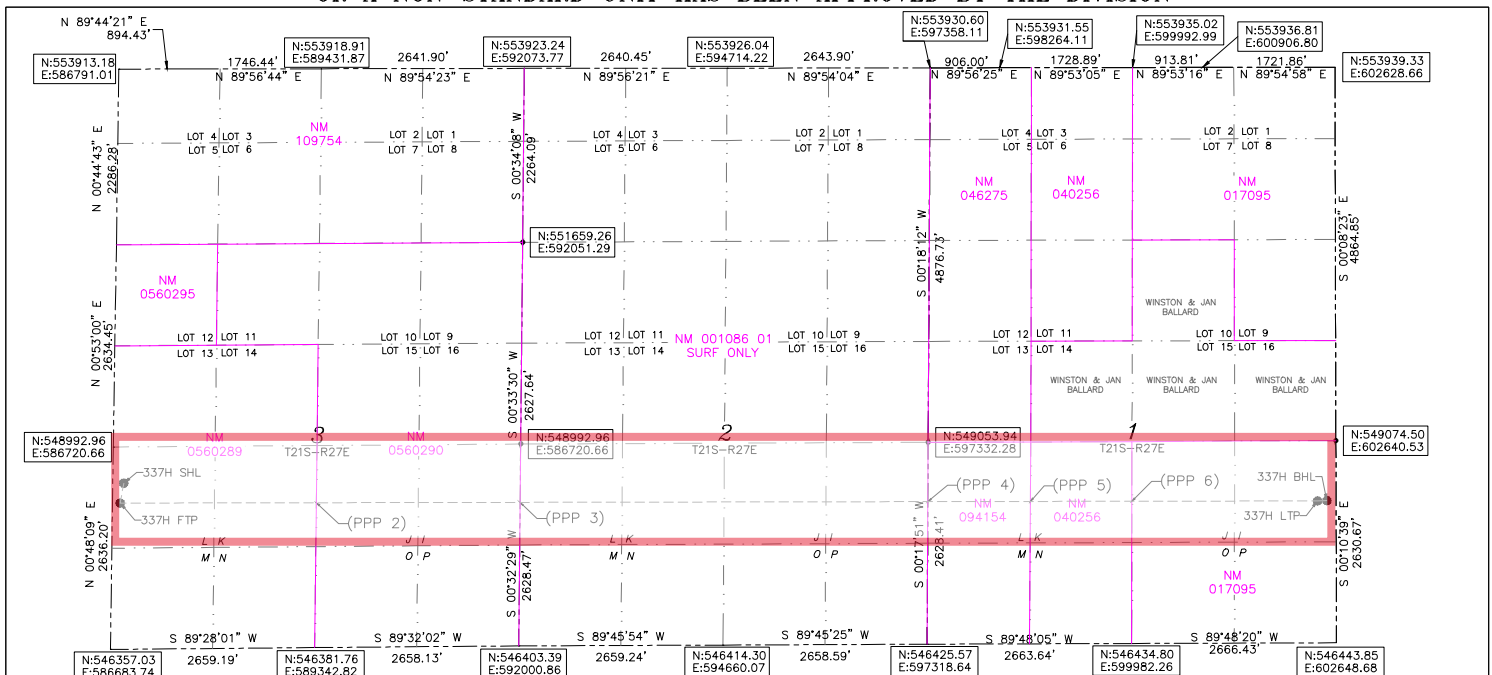 OR A NON-STANDARD UNIT HAS BEEN APPROVED BY THE DIVISION
N 89°44'21" E
894.43'
N:553913.18
E:586791.01
1746.44'
N 89°56'44" E
N:553918.91
E:589431.87
2641.90'
N 89°54'23" E
N:553923.24
E:592073.77
2640.45'
N 89°56'21" E
N:553926.04
E:594714.22
2643.90'
N 89°54'04" E
N:553930.60
E:597358.11
906.00'
N 89°56'25" E
N:553931.55
E:598264.11
1728.89'
N 89°53'05" E
N:553935.02
E:599992.99
913.81'
N 89°53'16" E
N:553936.81
E:600906.80
1721.86'
N 89°54'58" E
N:553939.33
E:602628.66
N 00°44'43" E
2286.28'
LOT 4 LOT 3
LOT 5 LOT 6
NM
109754
LOT 2 LOT 1
LOT 7 LOT 8
S 00°34'08" W
2264.09'
LOT 4 LOT 3
LOT 5 LOT 6
LOT 2 LOT 1
LOT 7 LOT 8
LOT 4 LOT 3
LOT 5 LOT 6
LOT 2 LOT 1
LOT 7 LOT 8
NM
046275
NM
040256
NM
017095
S 00°18'12" W
4876.73'
S 00°08'23" E
4864.85'
N:551659.26
E:592051.29
NM
0560295
WINSTON & JAN
BALLARD
N 00°53'00" E
2634.45'
LOT 12 LOT 11
LOT 13 LOT 14
LOT 10 LOT 9
LOT 15 LOT 16
LOT 12 LOT 11
LOT 13 LOT 14
NM 001086 01
SURF ONLY
LOT 10 LOT 9
LOT 15 LOT 16
LOT 12 LOT 11
LOT 13 LOT 14
LOT 10 LOT 9
LOT 15 LOT 16
S 00°33'30" W
2627.64'
WINSTON & JAN
BALLARD
WINSTON & JAN
BALLARD
WINSTON & JAN
BALLARD
N:548992.96
E:586720.66
NM
0560289
3
T21S-R27E
NM
0560290
N:548992.96
E:586720.66
2
T21S-R27E
N:549053.94
E:597332.28
1
T21S-R27E
N:549074.50
E:602640.53
337H SHL
337H FTP
(PPP 2)
(PPP 3)
(PPP 4)
NM
094154
(PPP 5)
NM
040256
(PPP 6)
337H BHL
337H LTP
N 00°48'09" E
2636.20'
L K
M N
J I
O P
S 00°32'29" W
2628.47'
L K
M N
J I
O P
S 00°17'51" W
2628.41'
L K
M N
J I
O P
NM
017095
S 00°10'39" E
2630.67'
N:546357.03
E:586683.74
S 89°28'01" W
2659.19'
N:546381.76
E:589342.82
S 89°32'02" W
2658.13'
N:546403.39
E:592000.86
S 89°45'54" W
2659.24'
N:546414.30
E:594660.07
S 89°45'25" W
2658.59'
N:546425.57
E:597318.64
S 89°48'05" W
2663.64'
N:546434.80
E:599982.26
S 89°48'20" W
2666.43'
N:546443.85
E:602648.68